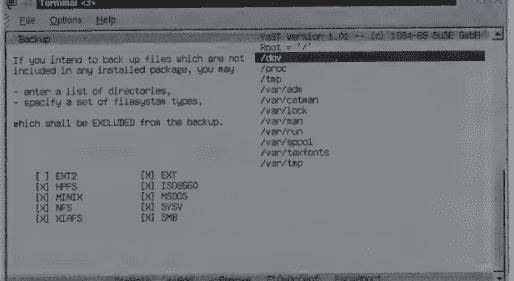 Terminal <3>
File Options Help
Backup
YaST Version 1.01 -- (c) 1994-98 SuSE GmbH
Root = '/'
If you intend to back up files which are not
included in any installed package, you may
- enter a list of directories,
- specify a set of filesystem types,
which shall be EXCLUDED from the backup.
/dev
/proc
/tmp
/var/adm
/var/catman
/var/lock
/var/man
/var/run
/var/spool
/var/texfonts
/var/tmp
[ ] EXT2 [X] EXT
[X] HPFS [X] ISO9660
[X] MINIX [X] MSDOS
[X] NFS [X] SYSV
[X] XIAFS [X] SMB